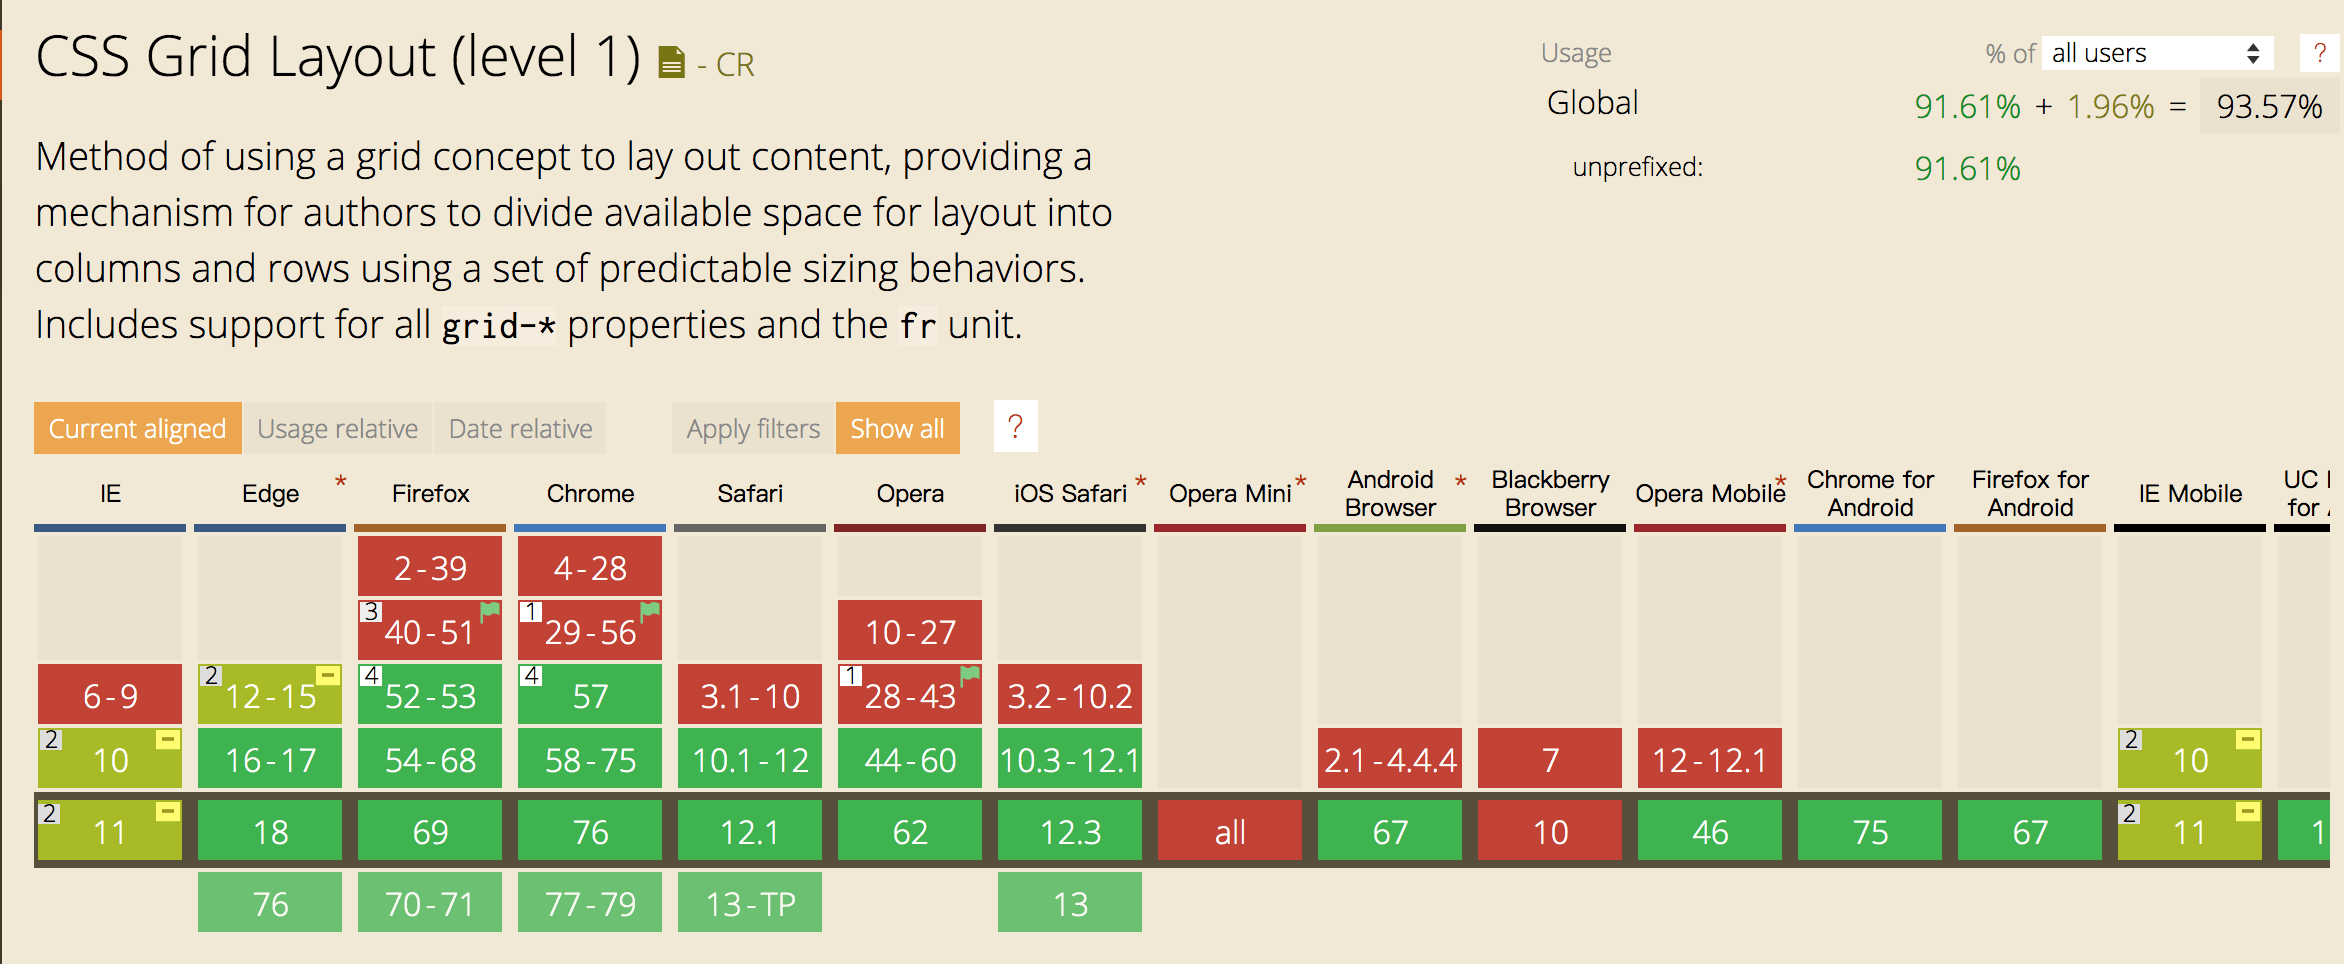 CSS Grid Layout (level 1) - CR
Usage % of all users ?
Global 91.61% + 1.96% = 93.57%
unprefixed: 91.61%
Method of using a grid concept to lay out content, providing a
mechanism for authors to divide available space for layout into
columns and rows using a set of predictable sizing behaviors.
Includes support for all grid-* properties and the fr unit.
Current aligned Usage relative Date relative Apply filters Show all ?
IE Edge * Firefox Chrome Safari Opera iOS Safari * Opera Mini * Android Browser * Blackberry Browser Opera Mobile * Chrome for Android Firefox for Android IE Mobile UC for
2-39 4-28
3 40-51 1 29-56 10-27
6-9 2 12-15 4 52-53 4 57 3.1-10 1 28-43 3.2-10.2
2 10 16-17 54-68 58-75 10.1-12 44-60 10.3-12.1 2.1-4.4.4 7 12-12.1 2 10
2 11 18 69 76 12.1 62 12.3 all 67 10 46 75 67 2 11
76 70-71 77-79 13-TP 13